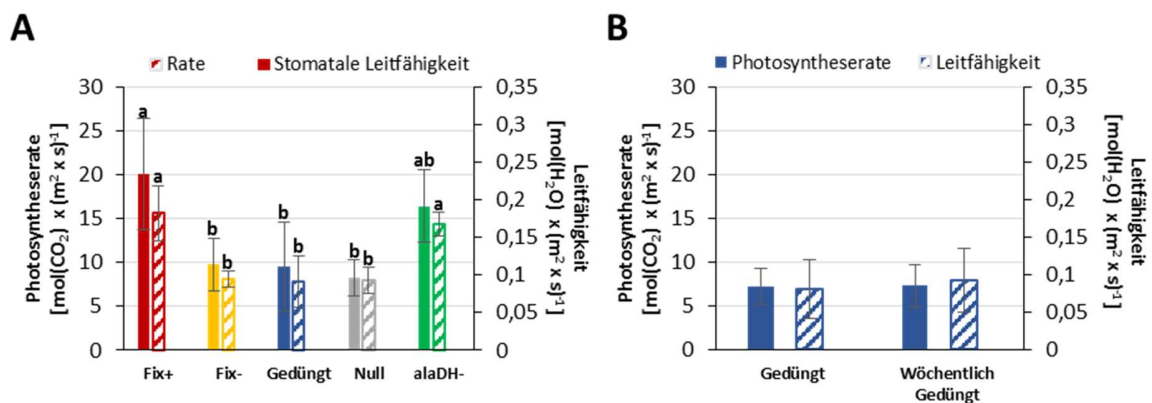 A
Rate
Stomatale Leitfähigkeit
Photosyntheserate
[mol(CO₂) x (m² x s)⁻¹
30
25
20
15
10
5
0
a
a
b
b
b
b
b
b
ab
a
Fix+
Fix-
Gedüngt
Null
alaDH-
0,35
0,3
0,25
0,2
0,15
0,1
0,05
0
Leitfähigkeit
[mol(H₂O) x (m² x s)⁻¹
B
Photosyntheserate
Leitfähigkeit
Photosyntheserate
[mol(CO₂) x (m² x s)⁻¹
30
25
20
15
10
5
0
Gedüngt
Wöchentlich
Gedüngt
0,35
0,3
0,25
0,2
0,15
0,1
0,05
0
Leitfähigkeit
[mol(H₂O) x (m² x s)⁻¹